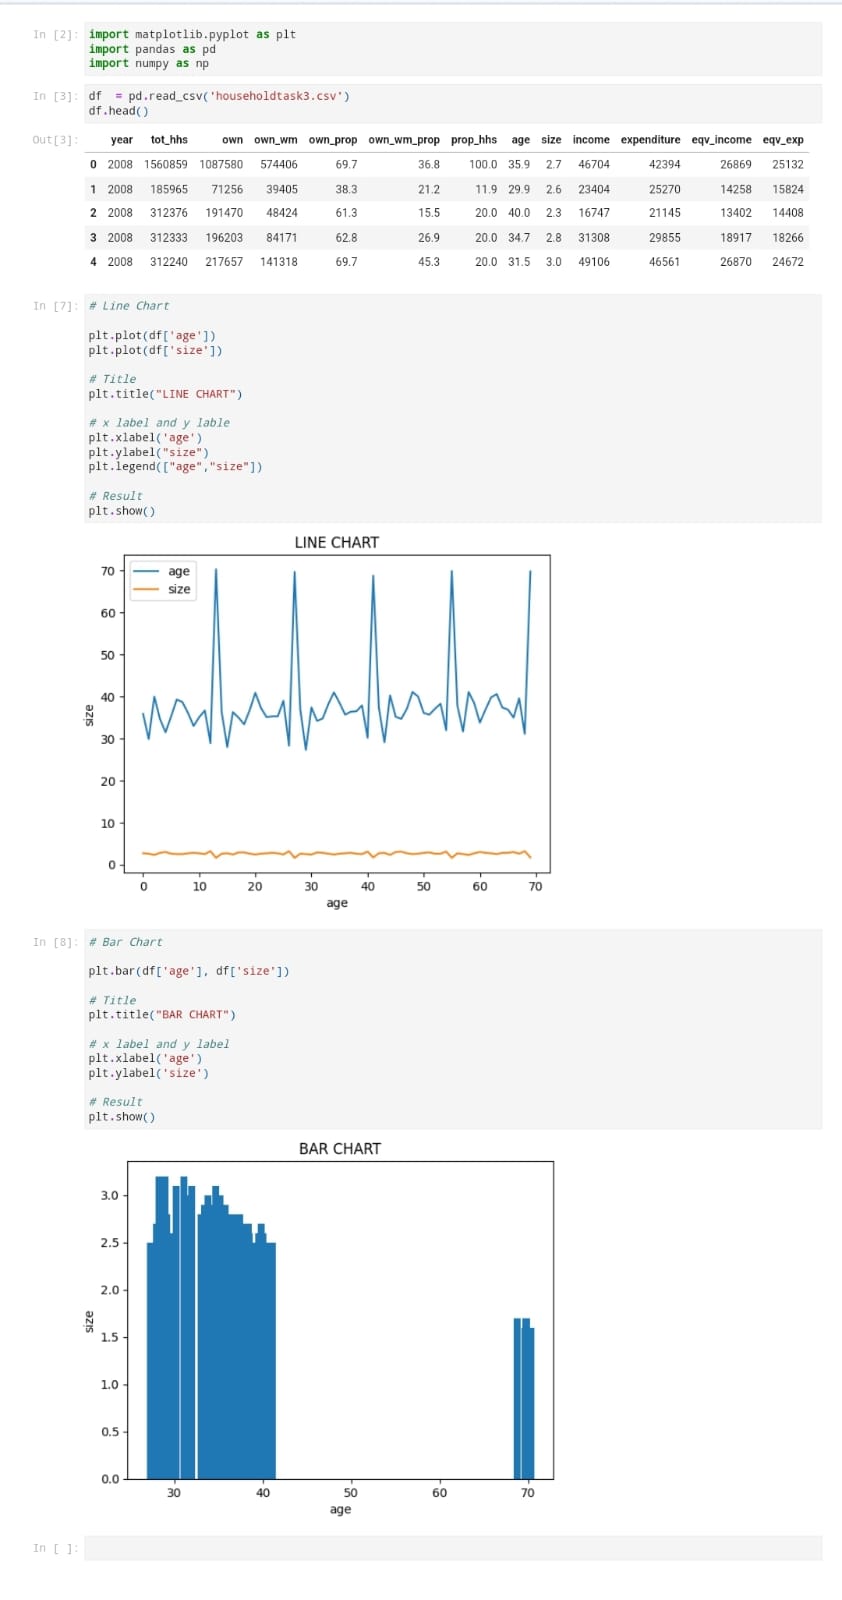 In [2]: import matplotlib.pyplot as plt
import pandas as pd
import numpy as np
In [3]: df  = pd.read_csv('householdtask3.csv')
df.head()
Out[3]: year tot_hhs own own_wm own_prop own_wm_prop prop_hhs age size income expenditure eqv_income eqv_exp
0 2008 1560859 1087580 574406 69.7 36.8 100.0 35.9 2.7 46704 42394 26869 25132
1 2008 185965 71256 39405 38.3 21.2 11.9 29.9 2.6 23404 25270 14258 15824
2 2008 312376 191470 48424 61.3 15.5 20.0 40.0 2.3 16747 21145 13402 14408
3 2008 312333 196203 84171 62.8 26.9 20.0 34.7 2.8 31308 29855 18917 18266
4 2008 312240 217657 141318 69.7 45.3 20.0 31.5 3.0 49106 46561 26870 24672
In [7]: # Line Chart
plt.plot(df['age'])
plt.plot(df['size'])
# Title
plt.title("LINE CHART")
# x label and y lable
plt.xlabel('age')
plt.ylabel("size")
plt.legend(["age","size"])
# Result
plt.show()
LINE CHART
age
size
70
60
50
40
30
20
10
0
size
0 10 20 30 40 50 60 70
age
In [8]: # Bar Chart
plt.bar(df['age'], df['size'])
# Title
plt.title("BAR CHART")
# x label and y label
plt.xlabel('age')
plt.ylabel('size')
# Result
plt.show()
BAR CHART
3.0
2.5
2.0
1.5
1.0
0.5
0.0
size
30 40 50 60 70
age
In [ ]: